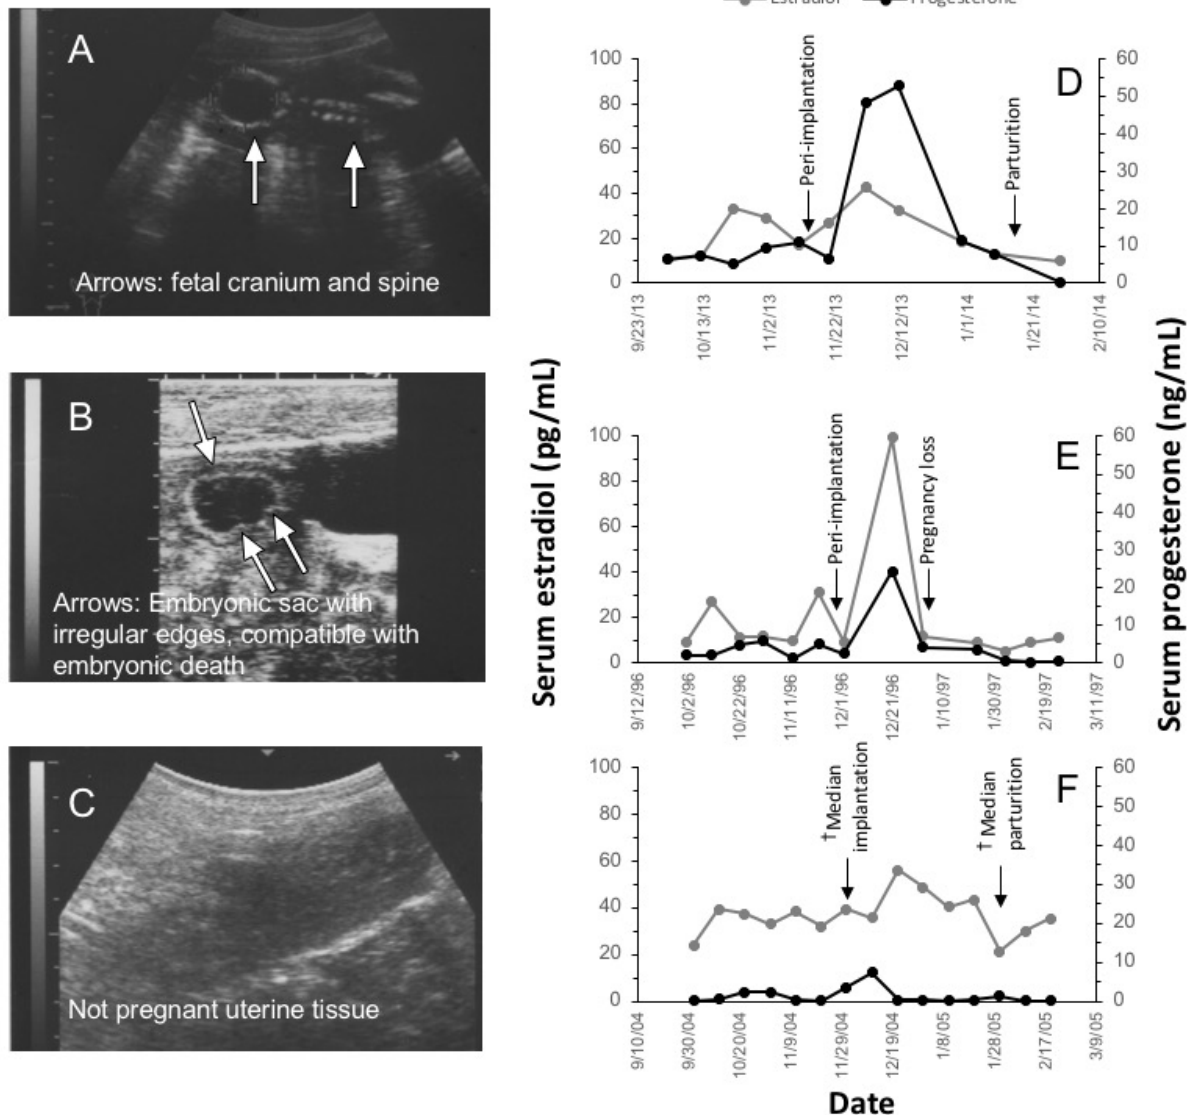 Estradiol Progesterone
A
Arrows: fetal cranium and spine
B
Arrows: Embryonic sac with
irregular edges, compatible with
embryonic death
C
Not pregnant uterine tissue
Serum estradiol (pg/mL)
Serum progesterone (ng/mL)
D
100
80
60
40
20
0
60
50
40
30
20
10
0
Peri-implantation
Parturition
9/23/13
10/13/13
11/2/13
11/22/13
12/12/13
1/1/14
1/21/14
2/10/14
E
100
80
60
40
20
0
60
50
40
30
20
10
0
Peri-implantation
Pregnancy loss
9/12/96
10/2/96
10/22/96
11/11/96
12/1/96
12/21/96
1/10/97
1/30/97
2/19/97
3/11/97
F
100
80
60
40
20
0
60
50
40
30
20
10
0
† Median
implantation
† Median
parturition
9/10/04
9/30/04
10/20/04
11/9/04
11/29/04
12/19/04
1/8/05
1/28/05
2/17/05
3/9/05
Date